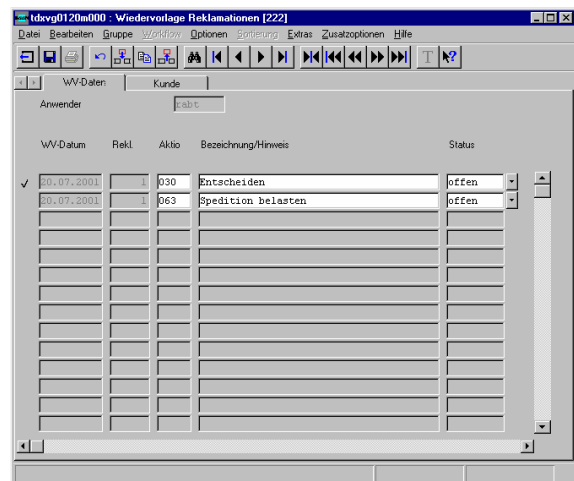 tdxvg0120m000 : Wiedervorlage Reklamationen [222]
Datei Bearbeiten Gruppe Workflow Optionen Sortierung Extras Zusatzoptionen Hilfe
T ?
WV-Daten Kunde
Anwender rabt
WV-Datum Rekl. Aktio Bezeichnung/Hinweis Status
20.07.2001 1 030 Entscheiden offen
20.07.2001 1 063 Spedition belasten offen